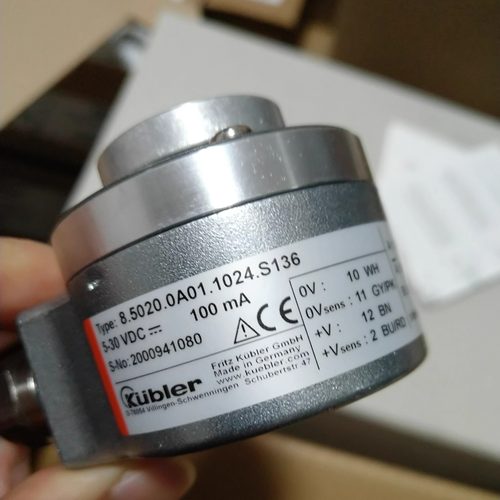 Type: 8.5020.0A01.1024.S136
5-30 VDC 100 mA
S-No: 2000941080
CE
Kübler
Fritz Kübler GmbH
Made in Germany
www.kuebler.com
D-78054 Villingen-Schwenningen Schubertstr. 47
0V : 10 WH
0Vsens : 11 GY/PK
+V : 12 BN
+Vsens : 2 BU/RD